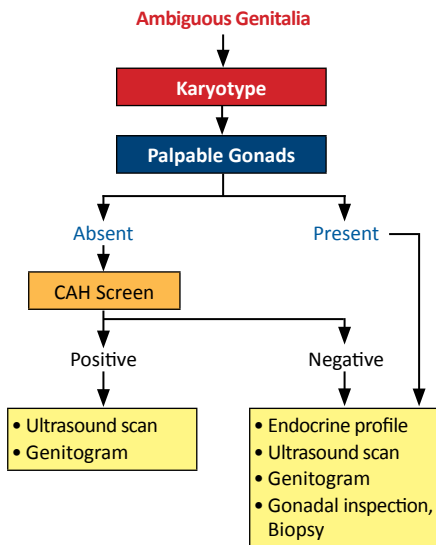 Ambiguous Genitalia
Karyotype
Palpable Gonads
Absent
Present
CAH Screen
Positive
Negative
• Ultrasound scan
• Genitogram
• Endocrine profile
• Ultrasound scan
• Genitogram
• Gonadal inspection,
Biopsy